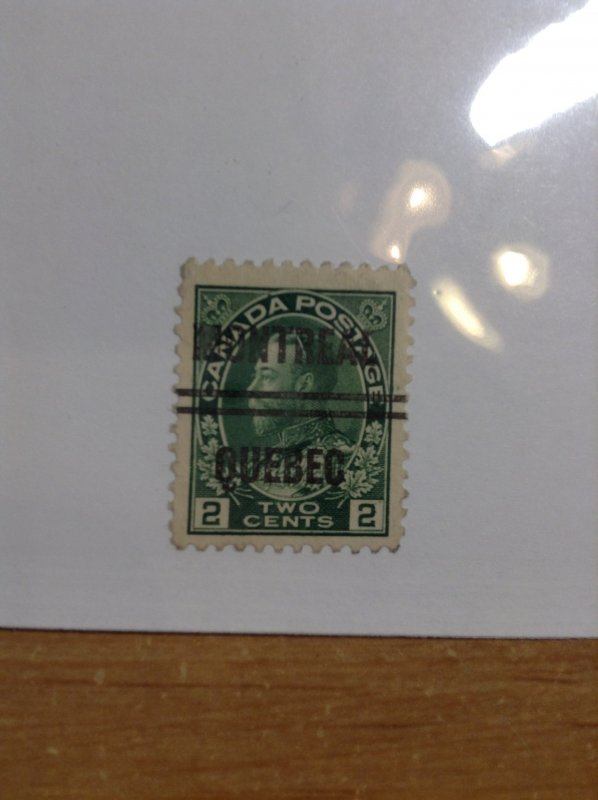 CANADA POSTAGE
MONTREAL
QUEBEC
2 TWO CENTS 2